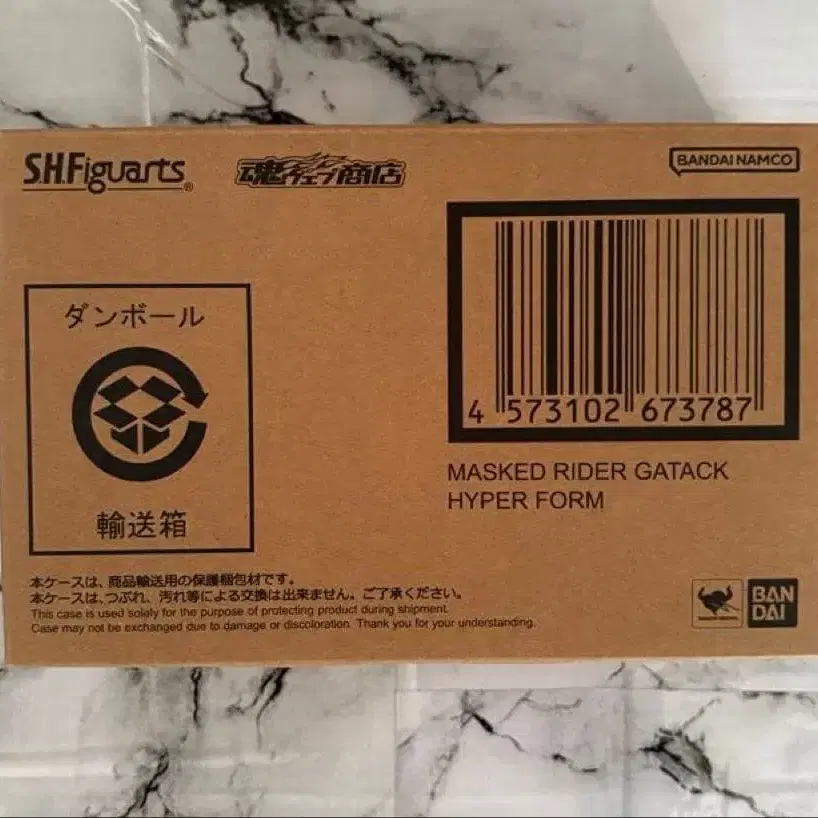 S.H.Figuarts®
魂ウェブ商店
BANDAI NAMCO
ダンボール
輸送箱
4 573102 673787
MASKED RIDER GATACK
HYPER FORM
本ケースは、商品輸送用の保護梱包材です。
本ケースは、つぶれ、汚れ等による交換は出来ません。ご了承ください。
This case is used solaly for the purpose of protecting product during shipment.
Case may not be exchanged due to damage or discoloration. Thank you for your understanding.
BAN
DAI